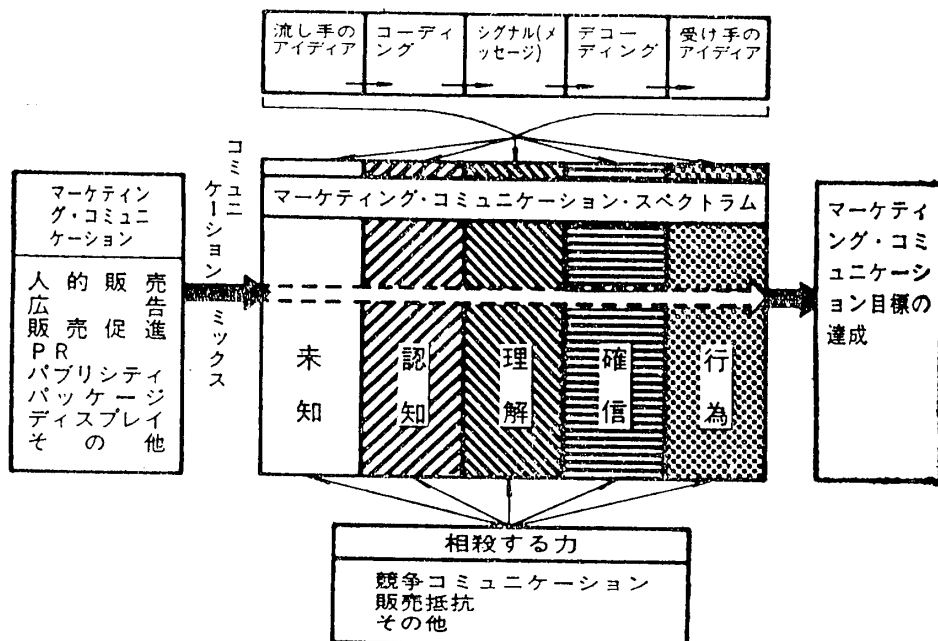 流し手の
アイディア
コーディ
ング
シグナル(メ
ッセージ)
デコー
ディング
受け手の
アイディア
マーケティン
グ・コミュニ
ケーション
人的販売
広告
販売促進
PR
パブリシティ
パッケージ
ディスプレイ
その他
コミュニ
ケーションミックス
マーケティング・コミュニケーション・スペクトラム
来知
認知
理解
確信
行為
マーケティ
ング・コミ
ュニケーシ
ョン目標の
達成
相殺する力
競争コミュニケーション
販売抵抗
その他